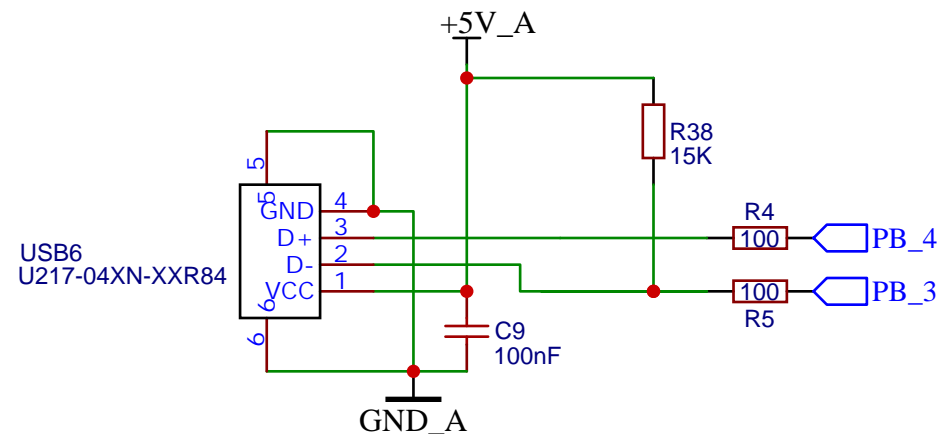 +5V_A
R38
15K
5
5
GND
4
D+
3
D-
2
VCC
1
6
6
USB6
U217-04XN-XXR84
R4
100
PB_4
100
PB_3
R5
C9
100nF
GND_A